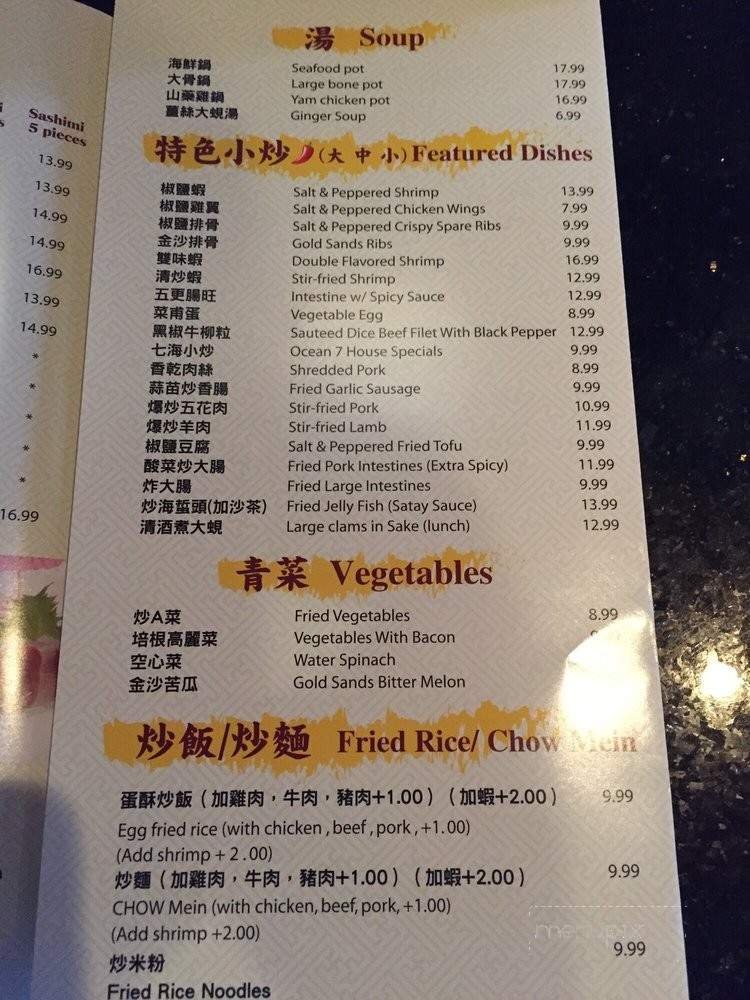 Sashimi
5 pieces
13.99
13.99
14.99
14.99
16.99
13.99
14.99
*
*
*
*
*
16.99
湯 Soup
海鮮鍋 Seafood pot 17.99
大骨鍋 Large bone pot 17.99
山藥雞鍋 Yam chicken pot 16.99
薑絲大蜆湯 Ginger Soup 6.99
特色小炒(大 中 小)Featured Dishes
椒鹽蝦 Salt & Peppered Shrimp 13.99
椒鹽雞翼 Salt & Peppered Chicken Wings 7.99
椒鹽排骨 Salt & Peppered Crispy Spare Ribs 9.99
金沙排骨 Gold Sands Ribs 9.99
雙味蝦 Double Flavored Shrimp 16.99
清炒蝦 Stir-fried Shrimp 12.99
五更腸旺 Intestine w/ Spicy Sauce 12.99
菜甫蛋 Vegetable Egg 8.99
黑椒牛柳粒 Sauteed Dice Beef Filet With Black Pepper 12.99
七海小炒 Ocean 7 House Specials 9.99
香乾肉絲 Shredded Pork 8.99
蒜苗炒香腸 Fried Garlic Sausage 9.99
爆炒五花肉 Stir-fried Pork 10.99
爆炒羊肉 Stir-fried Lamb 11.99
椒鹽豆腐 Salt & Peppered Fried Tofu 9.99
酸菜炒大腸 Fried Pork Intestines (Extra Spicy) 11.99
炸大腸 Fried Large Intestines 9.99
炒海蜇頭(加沙茶) Fried Jelly Fish (Satay Sauce) 13.99
清酒煮大蜆 Large clams in Sake (lunch) 12.99
青菜 Vegetables
炒A菜 Fried Vegetables 8.99
培根高麗菜 Vegetables With Bacon
空心菜 Water Spinach
金沙苦瓜 Gold Sands Bitter Melon
炒飯/炒麵 Fried Rice/ Chow Mein
蛋酥炒飯（加雞肉，牛肉，豬肉+1.00）（加蝦+2.00） 9.99
Egg fried rice (with chicken , beef , pork , +1.00)
(Add shrimp + 2 .00)
炒麵（加雞肉，牛肉，豬肉+1.00）（加蝦+2.00） 9.99
CHOW Mein (with chicken, beef, pork, +1.00)
(Add shrimp +2.00)
炒米粉 9.99
Fried Rice Noodles